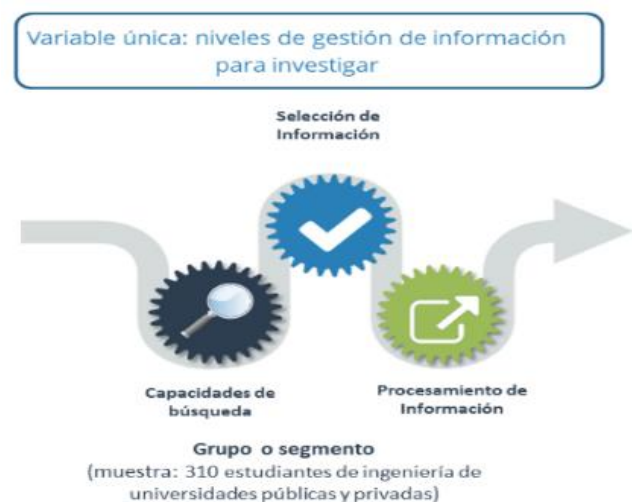 Variable única: niveles de gestión de información
para investigar
Selección de
Información
Capacidades de
búsqueda
Procesamiento de
Información
Grupo o segmento
(muestra: 310 estudiantes de ingeniería de
universidades públicas y privadas)